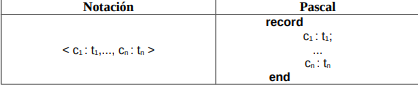 Notación Pascal
record
c₁ : t₁;
< c₁ : t₁,..., cₙ : tₙ > ...
cₙ : tₙ
end